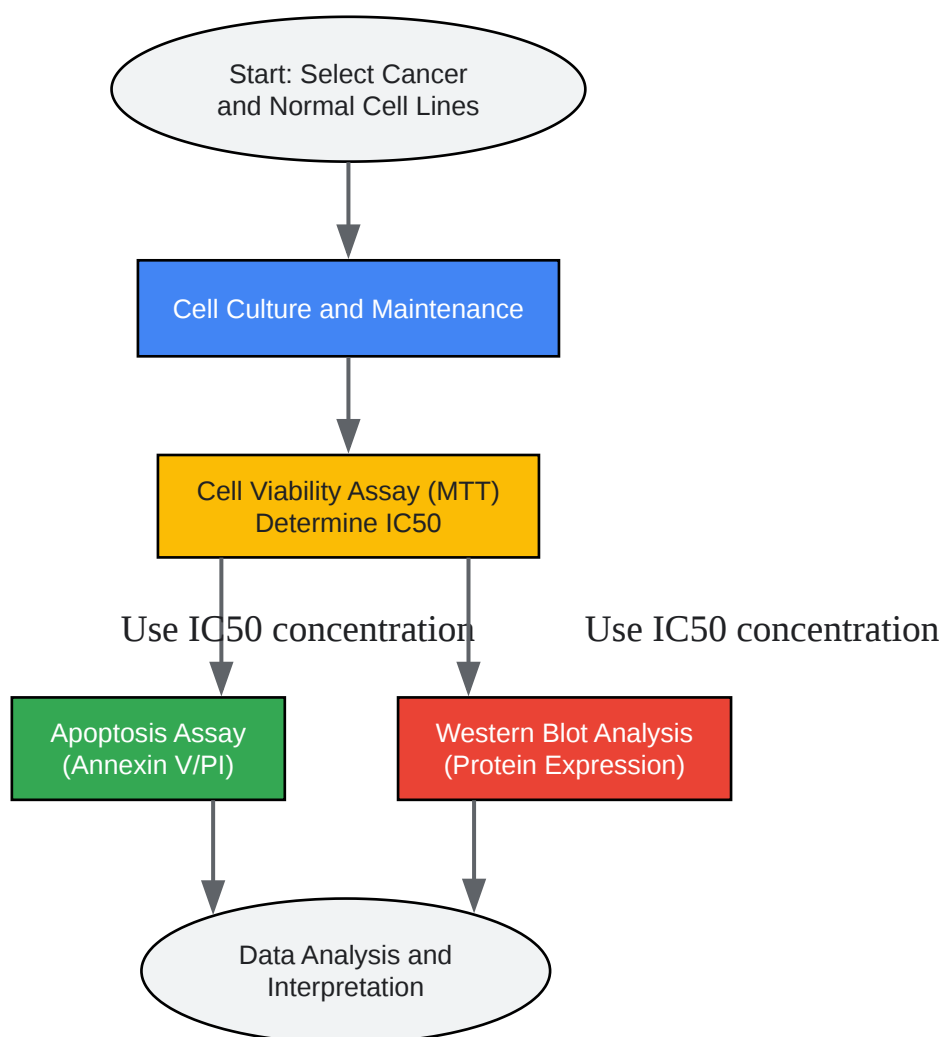 Start: Select Cancer
and Normal Cell Lines
Cell Culture and Maintenance
Cell Viability Assay (MTT)
Determine IC50
Use IC50 concentration
Use IC50 concentration
Apoptosis Assay
(Annexin V/PI)
Western Blot Analysis
(Protein Expression)
Data Analysis and
Interpretation